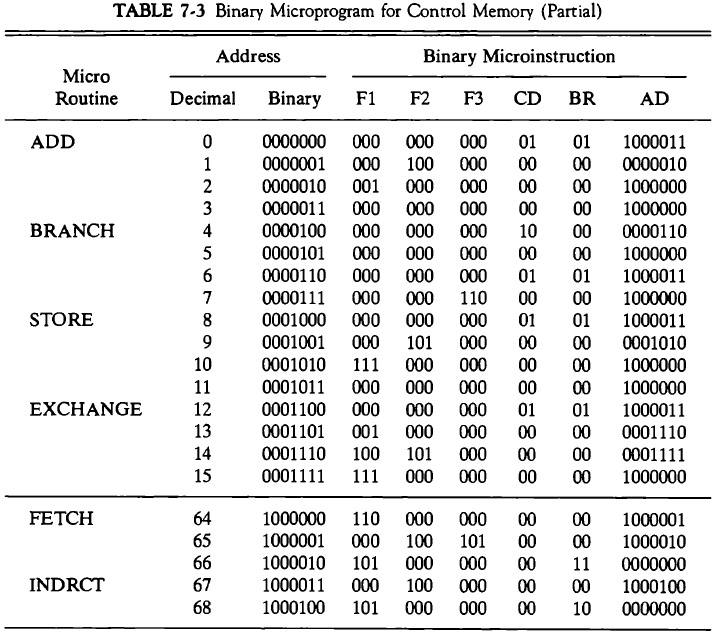 TABLE 7-3 Binary Microprogram for Control Memory (Partial)
Address Binary Microinstruction
Micro
Routine Decimal Binary F1 F2 F3 CD BR AD
ADD 0 0000000 000 000 000 01 01 1000011
1 0000001 000 100 000 00 00 0000010
2 0000010 001 000 000 00 00 1000000
3 0000011 000 000 000 00 00 1000000
BRANCH 4 0000100 000 000 000 10 00 0000110
5 0000101 000 000 000 00 00 1000000
6 0000110 000 000 000 01 01 1000011
7 0000111 000 000 110 00 00 1000000
STORE 8 0001000 000 000 000 01 01 1000011
9 0001001 000 101 000 00 00 0001010
10 0001010 111 000 000 00 00 1000000
11 0001011 000 000 000 00 00 1000000
EXCHANGE 12 0001100 000 000 000 01 01 1000011
13 0001101 001 000 000 00 00 0001110
14 0001110 100 101 000 00 00 0001111
15 0001111 111 000 000 00 00 1000000
FETCH 64 1000000 110 000 000 00 00 1000001
65 1000001 000 100 101 00 00 1000010
66 1000010 101 000 000 00 11 0000000
INDRCT 67 1000011 000 100 000 00 00 1000100
68 1000100 101 000 000 00 10 0000000